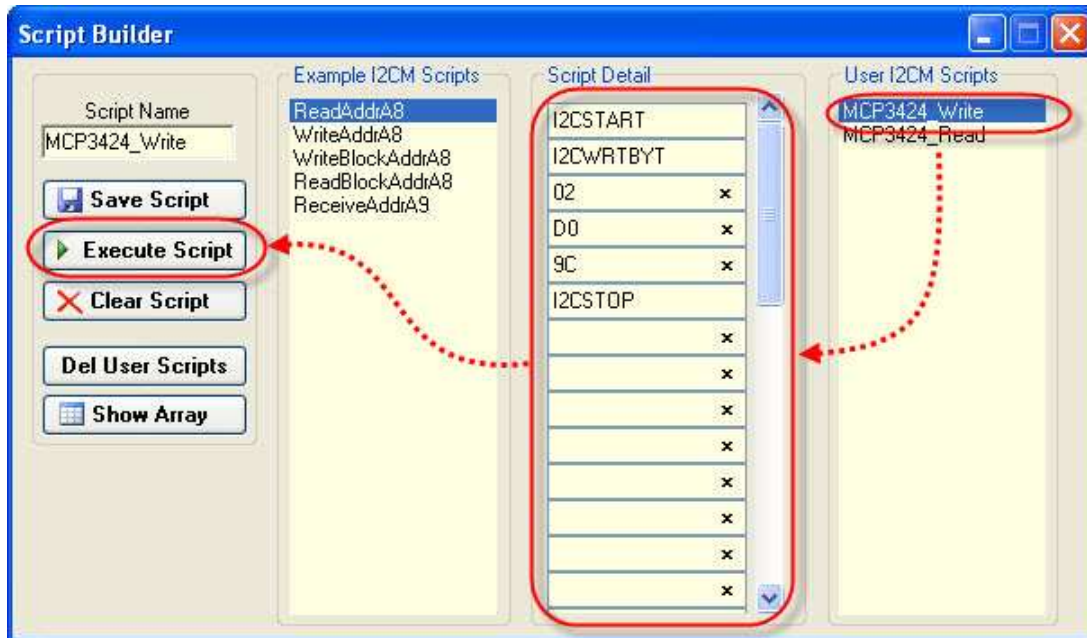 Script Builder
Script Name
MCP3424_Write
Save Script
Execute Script
Clear Script
Del User Scripts
Show Array
Example I2CM Scripts
ReadAddrA8
WriteAddrA8
WriteBlockAddrA8
ReadBlockAddrA8
ReceiveAddrA9
Script Detail
I2CSTART
I2CWRTBYT
02
D0
9C
I2CSTOP
User I2CM Scripts
MCP3424_Write
MCP3424_Read